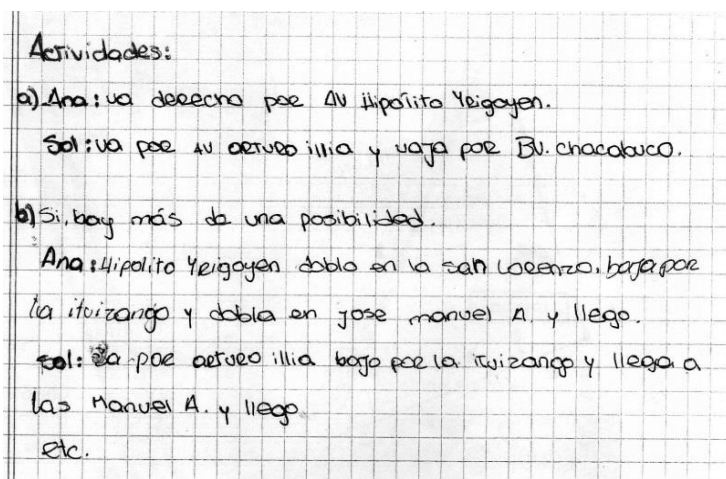 Actividades:
a) Ana: va derecho por AV Hipolito Yrigoyen.
Sol: va por AV arturo illia y vaja por BV. chacabuco.
b) Si, hay más de una posibilidad.
Ana: Hipolito Yrigoyen doblo en la san Lorenzo, baja por
la ituizango y dobla en jose manuel A. y llego.
sol: Va por arturo illia bajo por la ituizango y llega a
las Manuel A. y llego
etc.